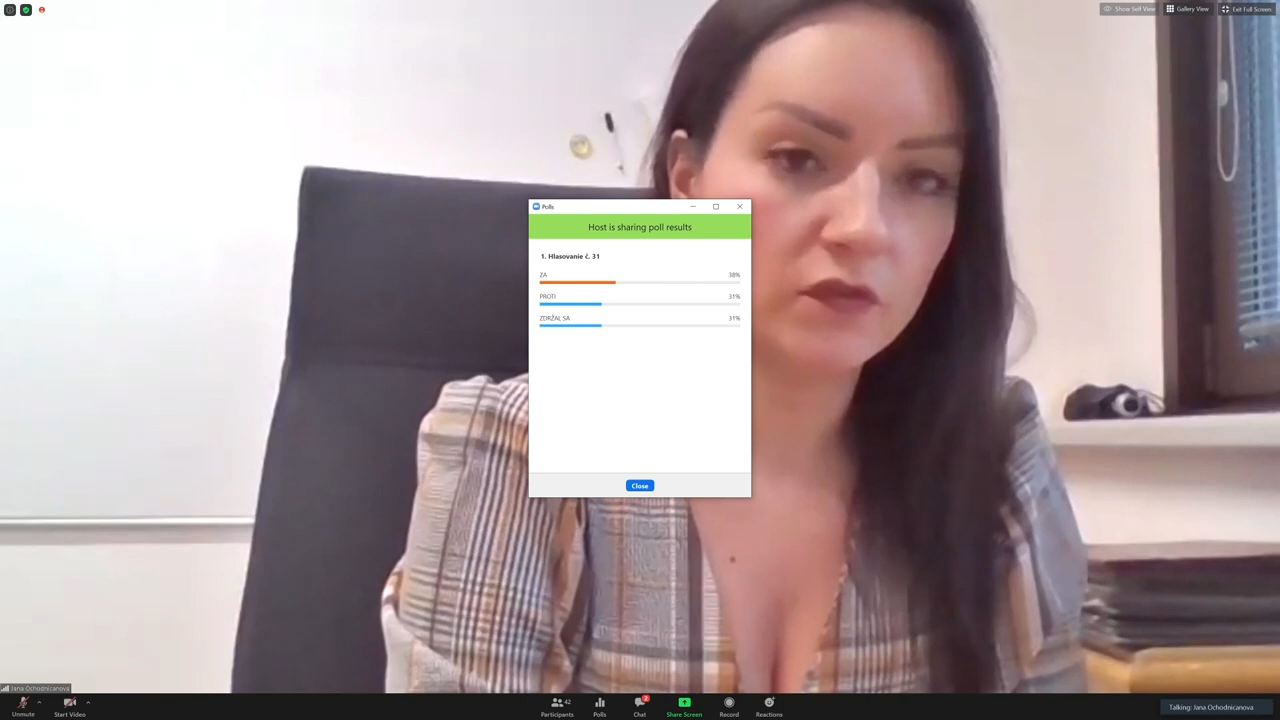 Show Self View
Gallery View
Exit Full Screen
Polls
Host is sharing poll results
1. Hlasovanie č. 31
ZA 38%
PROTI 31%
ZDRŽAL SA 31%
Close
Jana Ochodnicanova
Unmute
Start Video
Participants 42
Polls
Chat 2
Share Screen
Record
Reactions
Talking: Jana Ochodnicanova